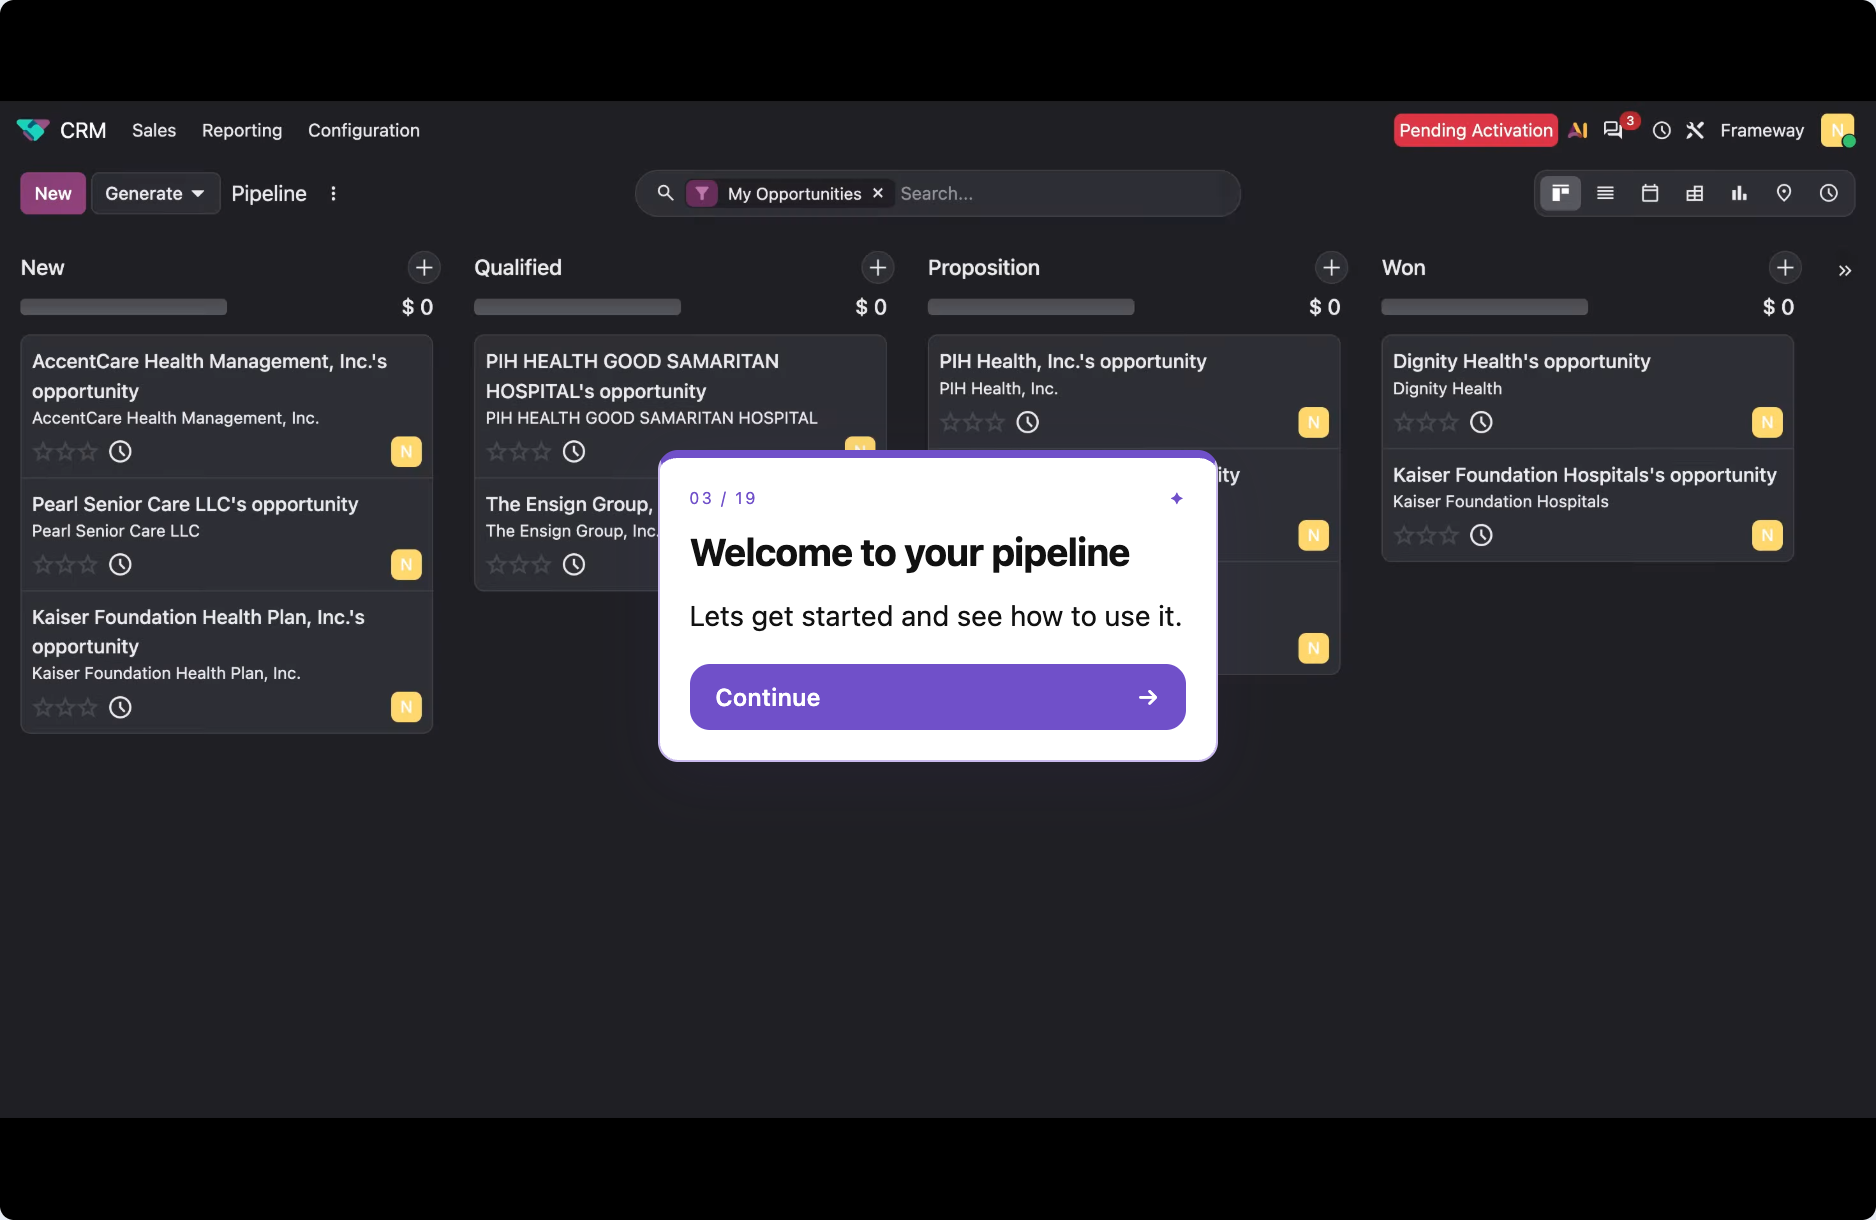 CRM
Sales
Reporting
Configuration
Pending Activation
AI
3
Frameway
N
New
Generate
Pipeline
My Opportunities
Search...
New
$ 0
AccentCare Health Management, Inc.'s
opportunity
AccentCare Health Management, Inc.
N
Pearl Senior Care LLC's opportunity
Pearl Senior Care LLC
N
Kaiser Foundation Health Plan, Inc.'s
opportunity
Kaiser Foundation Health Plan, Inc.
N
Qualified
$ 0
PIH HEALTH GOOD SAMARITAN
HOSPITAL's opportunity
PIH HEALTH GOOD SAMARITAN HOSPITAL
N
The Ensign Group,
The Ensign Group, Inc.
Proposition
$ 0
PIH Health, Inc.'s opportunity
PIH Health, Inc.
N
ity
N
N
Won
$ 0
Dignity Health's opportunity
Dignity Health
N
Kaiser Foundation Hospitals's opportunity
Kaiser Foundation Hospitals
N
03 / 19
Welcome to your pipeline
Lets get started and see how to use it.
Continue